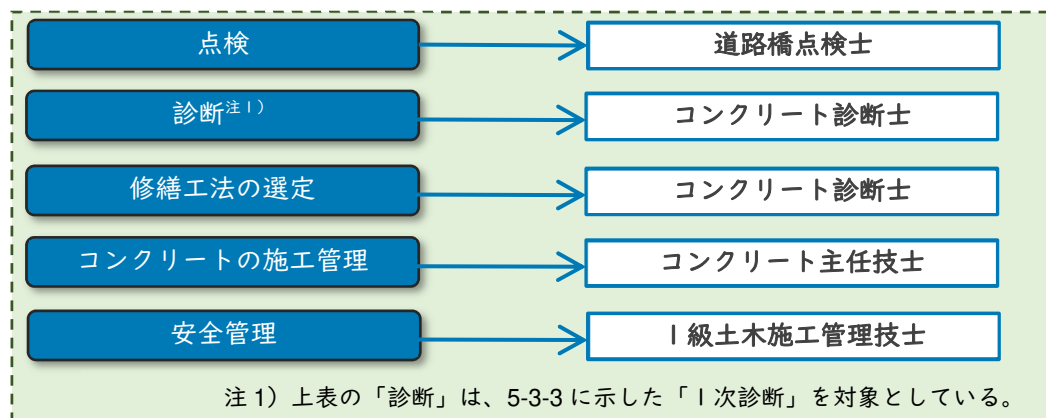 点検 道路橋点検士
診断注1) コンクリート診断士
修繕工法の選定 コンクリート診断士
コンクリートの施工管理 コンクリート主任技士
安全管理 1級土木施工管理技士
注1)上表の「診断」は、5-3-3に示した「1次診断」を対象としている。